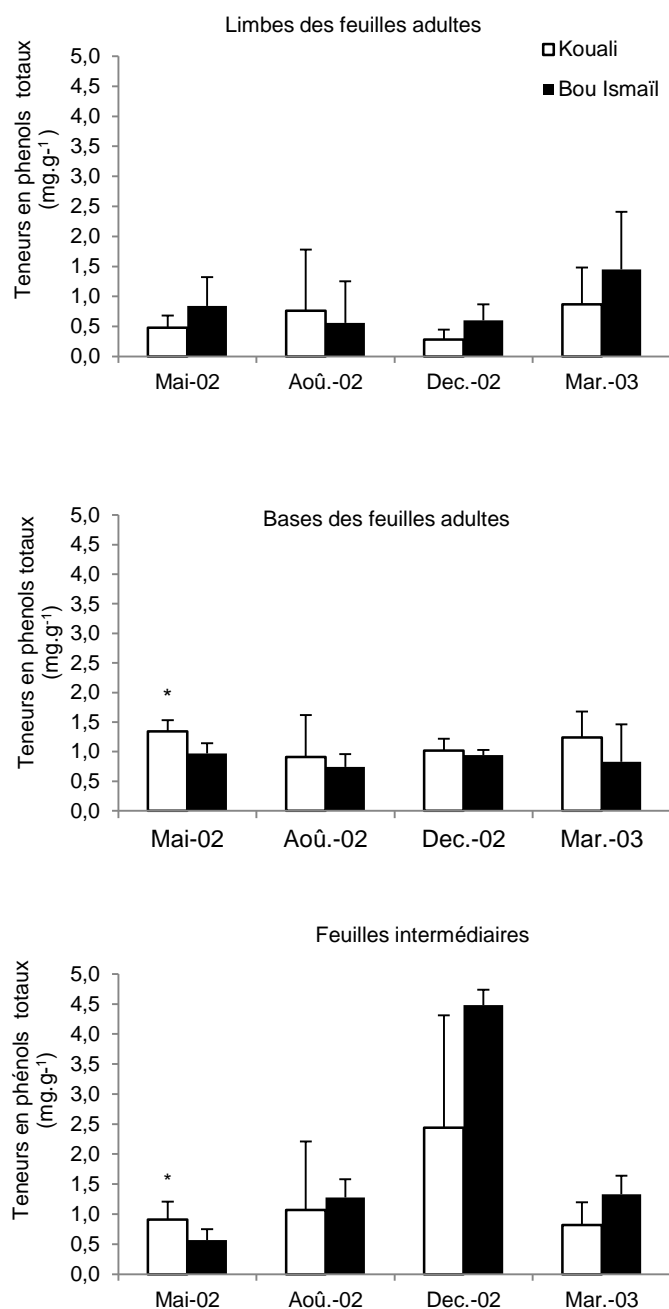 Limbes des feuilles adultes
Kouali
Bou Ismaïl
Teneurs en phenols totaux
(mg.g-1 )
5,0
4,5
4,0
3,5
3,0
2,5
2,0
1,5
1,0
0,5
0,0
Mai-02 Aoû.-02 Dec.-02 Mar.-03
Bases des feuilles adultes
Teneurs en phenols totaux
(mg.g-1)
5,0
4,5
4,0
3,5
3,0
2,5
2,0
1,5
1,0
0,5
0,0
*
Mai-02 Aoû.-02 Dec.-02 Mar.-03
Feuilles intermédiaires
Teneurs en phénols totaux
(mg.g-1)
5,0
4,5
4,0
3,5
3,0
2,5
2,0
1,5
1,0
0,5
0,0
*
Mai-02 Aoû.-02 Dec.-02 Mar.-03